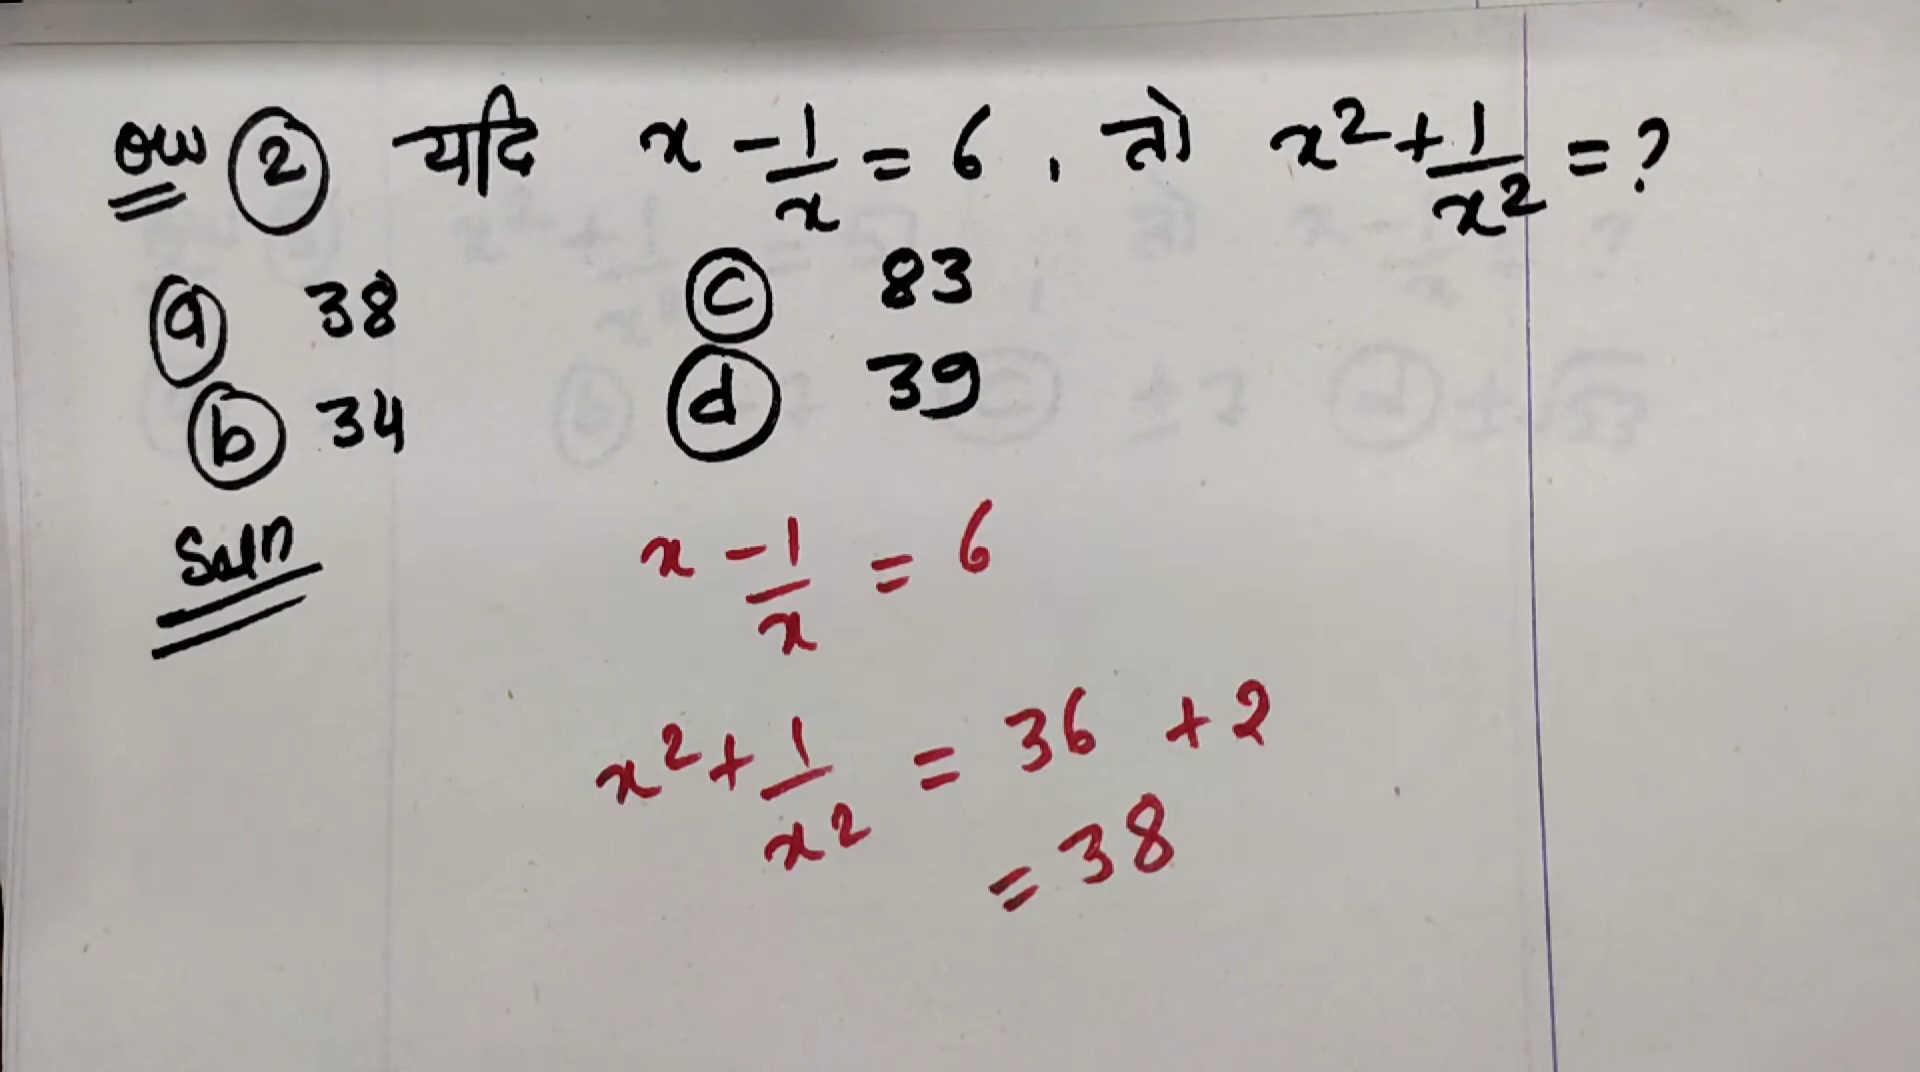 Que ② यदि x - 1/x = 6, तो x² + 1/x² = ?
ⓐ 38 ⓒ 83
ⓑ 34 ⓓ 39
Soln
x - 1/x = 6
x² + 1/x² = 36 + 2
= 38